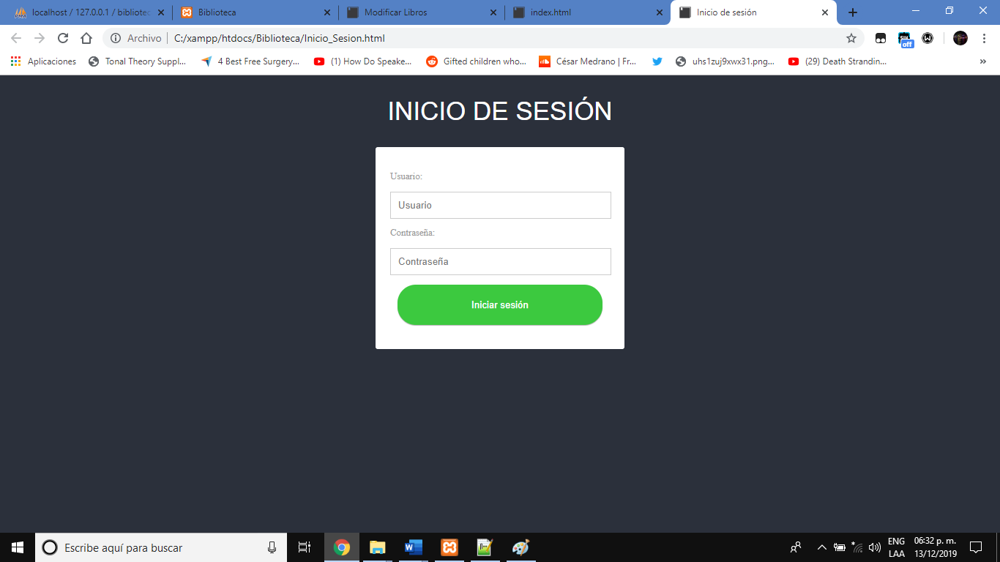 localhost / 127.0.0.1 / bibliotec
Biblioteca
Modificar Libros
index.html
Inicio de sesión
Archivo
C:/xampp/htdocs/Biblioteca/Inicio_Sesion.html
off
Aplicaciones
Tonal Theory Suppl...
4 Best Free Surgery...
(1) How Do Speake...
Gifted children who...
César Medrano | Fr...
uhs1zuj9xwx31.png...
(29) Death Strandin...
»
INICIO DE SESIÓN
Usuario:
Usuario
Contraseña:
Contraseña
Iniciar sesión
Escribe aquí para buscar
ENG
LAA
06:32 p. m.
13/12/2019